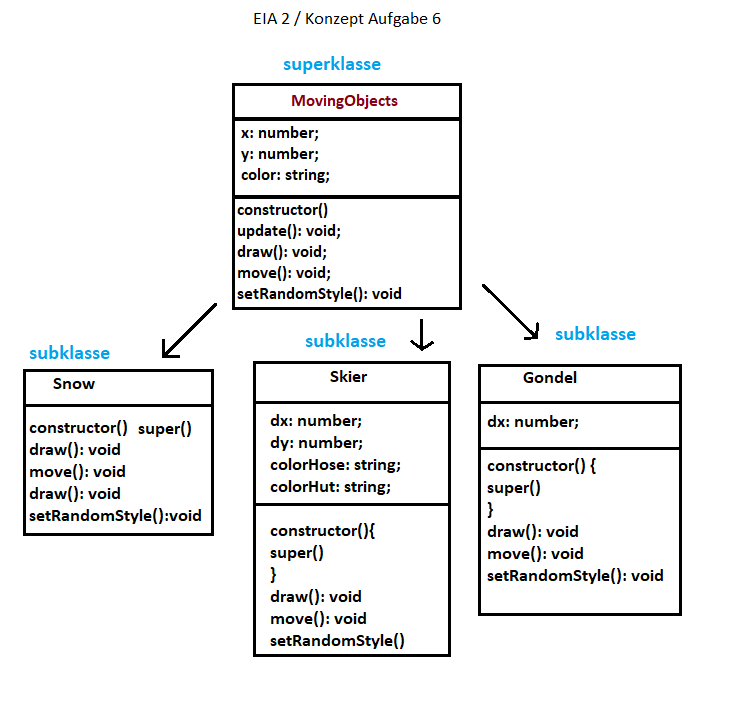 EIA 2 / Konzept Aufgabe 6
superklasse
MovingObjects
x: number;
y: number;
color: string;
constructor()
update(): void;
draw(): void;
move(): void;
setRandomStyle(): void
subklasse
Snow
constructor() super()
draw(): void
move(): void
draw(): void
setRandomStyle():void
subklasse
Skier
dx: number;
dy: number;
colorHose: string;
colorHut: string;
constructor(){
super()
}
draw(): void
move(): void
setRandomStyle()
subklasse
Gondel
dx: number;
constructor() {
super()
}
draw(): void
move(): void
setRandomStyle(): void